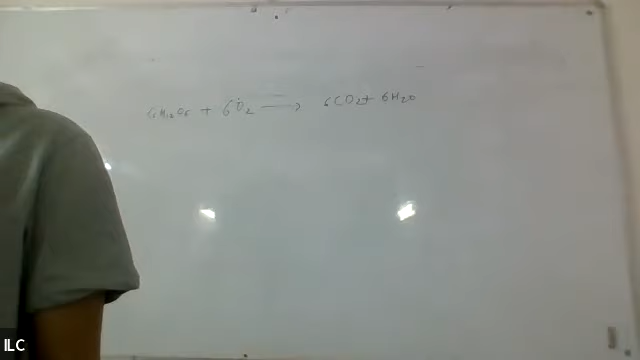 C6H12O6 + 6O2 → 6CO2 + 6H2O
ILC